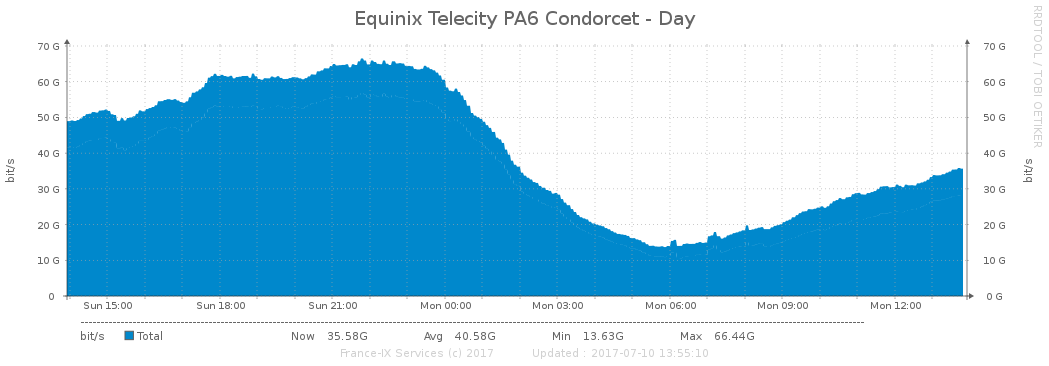 Equinix Telecity PA6 Condorcet - Day
RRDTOOL / TOBI OETIKER
70 G 70 G
60 G 60 G
50 G 50 G
40 G 40 G
30 G 30 G
20 G 20 G
10 G 10 G
0 0 G
bit/s bit/s
Sun 15:00 Sun 18:00 Sun 21:00 Mon 00:00 Mon 03:00 Mon 06:00 Mon 09:00 Mon 12:00
bit/s Total Now 35.58G Avg 40.58G Min 13.63G Max 66.44G
France-IX Services (c) 2017 Updated : 2017-07-10 13:55:10